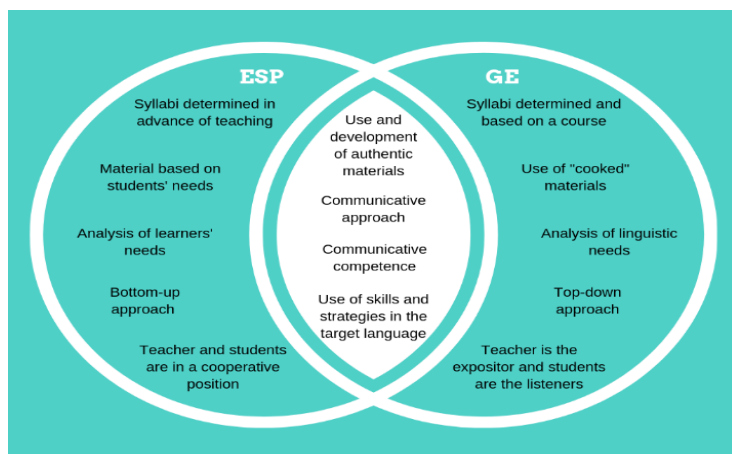 ESP
Syllabi determined in
advance of teaching
Material based on
students' needs
Analysis of learners'
needs
Bottom-up
approach
Teacher and students
are in a cooperative
position
Use and
development
of authentic
materials
Communicative
approach
Communicative
competence
Use of skills and
strategies in the
target language
GE
Syllabi determined and
based on a course
Use of "cooked"
materials
Analysis of linguistic
needs
Top-down
approach
Teacher is the
expositor and students
are the listeners